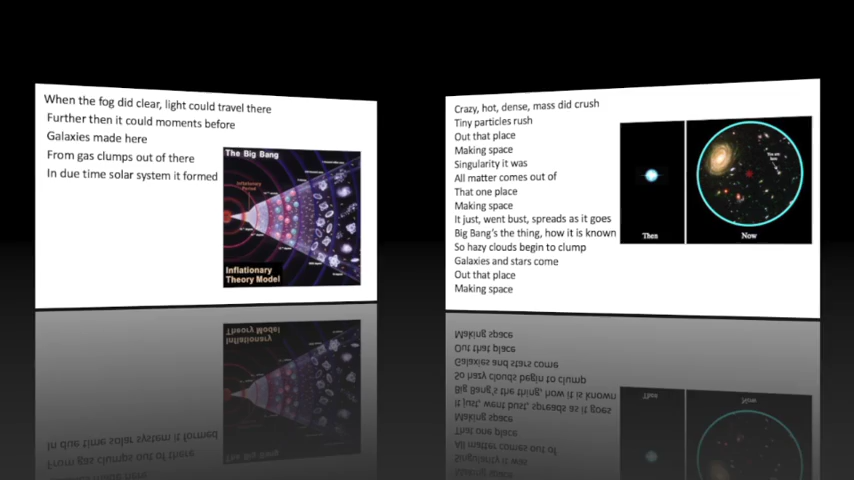 When the fog did clear, light could travel there
Further then it could moments before
Galaxies made here
From gas clumps out of there
In due time solar system it formed
The Big Bang
Inflationary
Period
Inflationary
Theory Model
Crazy, hot, dense, mass did crush
Tiny particles rush
Out that place
Making space
Singularity it was
All matter comes out of
That one place
Making space
It just, went bust, spreads as it goes
Big Bang's the thing, how it is known
So hazy clouds begin to clump
Galaxies and stars come
Out that place
Making space
You are
here
Then
Now